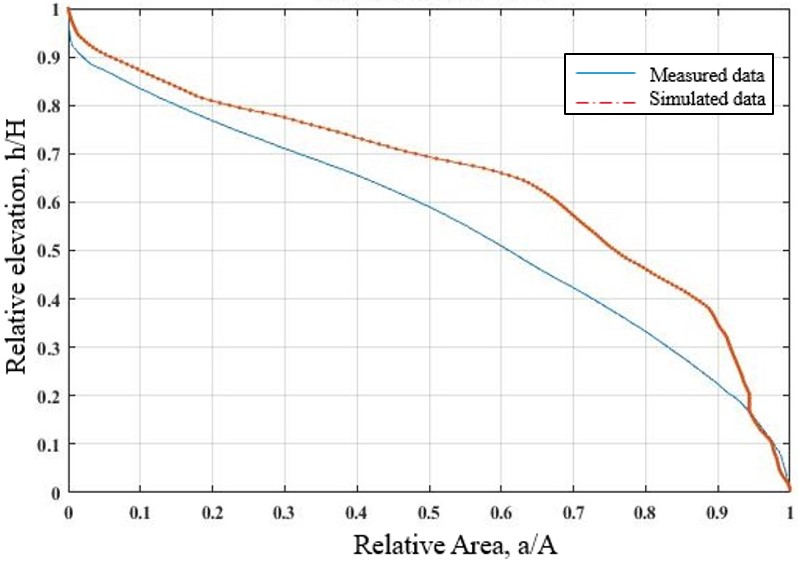 1
0.9
0.8
0.7
0.6
0.5
0.4
0.3
0.2
0.1
0
Relative elevation, h/H
Measured data
Simulated data
0 0.1 0.2 0.3 0.4 0.5 0.6 0.7 0.8 0.9 1
Relative Area, a/A